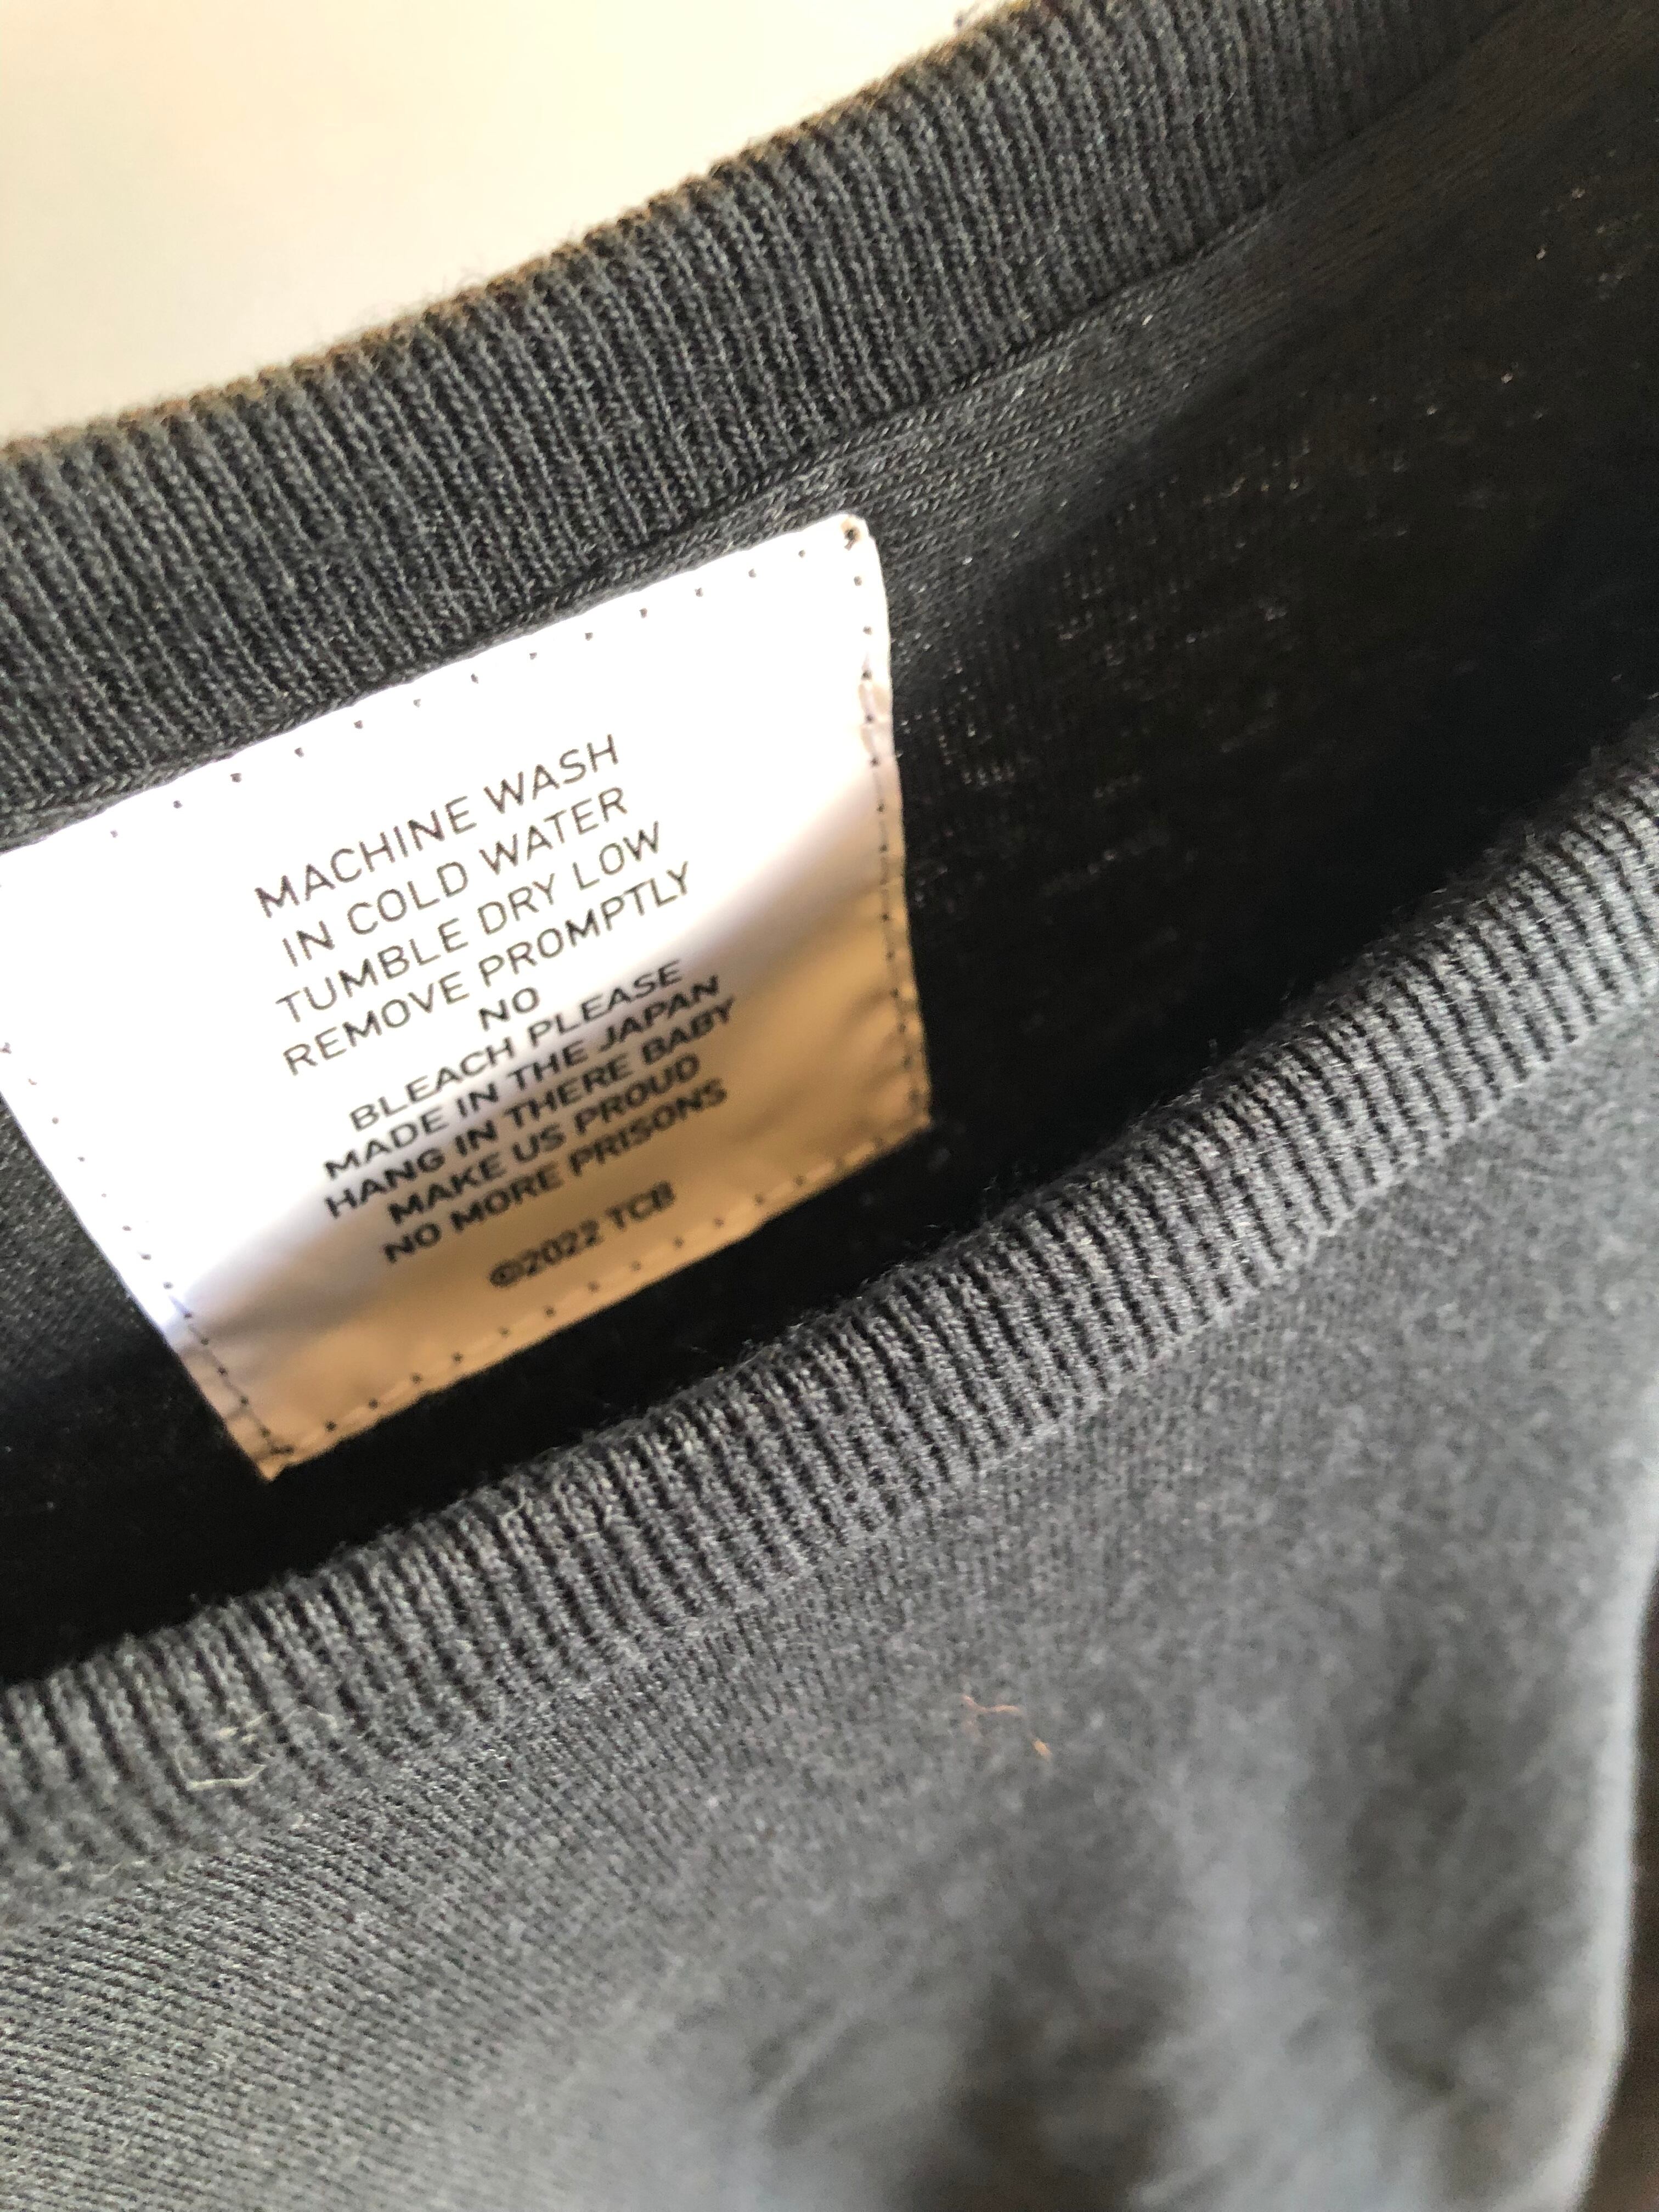 MACHINE WASH
IN COLD WATER
TUMBLE DRY LOW
REMOVE PROMPTLY
NO
BLEACH PLEASE
MADE IN THE JAPAN
HANG IN THERE BABY
MAKE US PROUD
NO MORE PRISONS
©2022 TCB